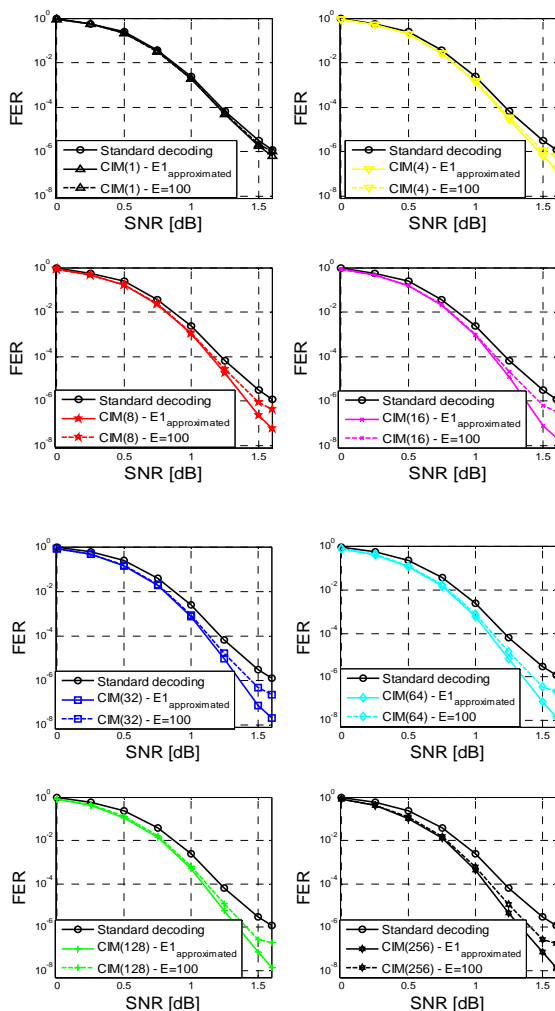 10^0
10^-2
10^-4
10^-6
10^-8
FER
Standard decoding
CIM(1) - E1_approximated
CIM(1) - E=100
0 0.5 1 1.5
SNR [dB]
10^0
10^-2
10^-4
10^-6
10^-8
FER
Standard decoding
CIM(4) - E1_approximated
CIM(4) - E=100
0 0.5 1 1.5
SNR [dB]
10^0
10^-2
10^-4
10^-6
10^-8
FER
Standard decoding
CIM(8) - E1_approximated
CIM(8) - E=100
0 0.5 1 1.5
SNR [dB]
10^0
10^-2
10^-4
10^-6
10^-8
FER
Standard decoding
CIM(16) - E1_approximated
CIM(16) - E=100
0 0.5 1 1.5
SNR [dB]
10^0
10^-2
10^-4
10^-6
10^-8
FER
Standard decoding
CIM(32) - E1_approximated
CIM(32) - E=100
0 0.5 1 1.5
SNR [dB]
10^0
10^-2
10^-4
10^-6
10^-8
FER
Standard decoding
CIM(64) - E1_approximated
CIM(64) - E=100
0 0.5 1 1.5
SNR [dB]
10^0
10^-2
10^-4
10^-6
10^-8
FER
Standard decoding
CIM(128) - E1_approximated
CIM(128) - E=100
0 0.5 1 1.5
SNR [dB]
10^0
10^-2
10^-4
10^-6
10^-8
FER
Standard decoding
CIM(256) - E1_approximated
CIM(256) - E=100
0 0.5 1 1.5
SNR [dB]